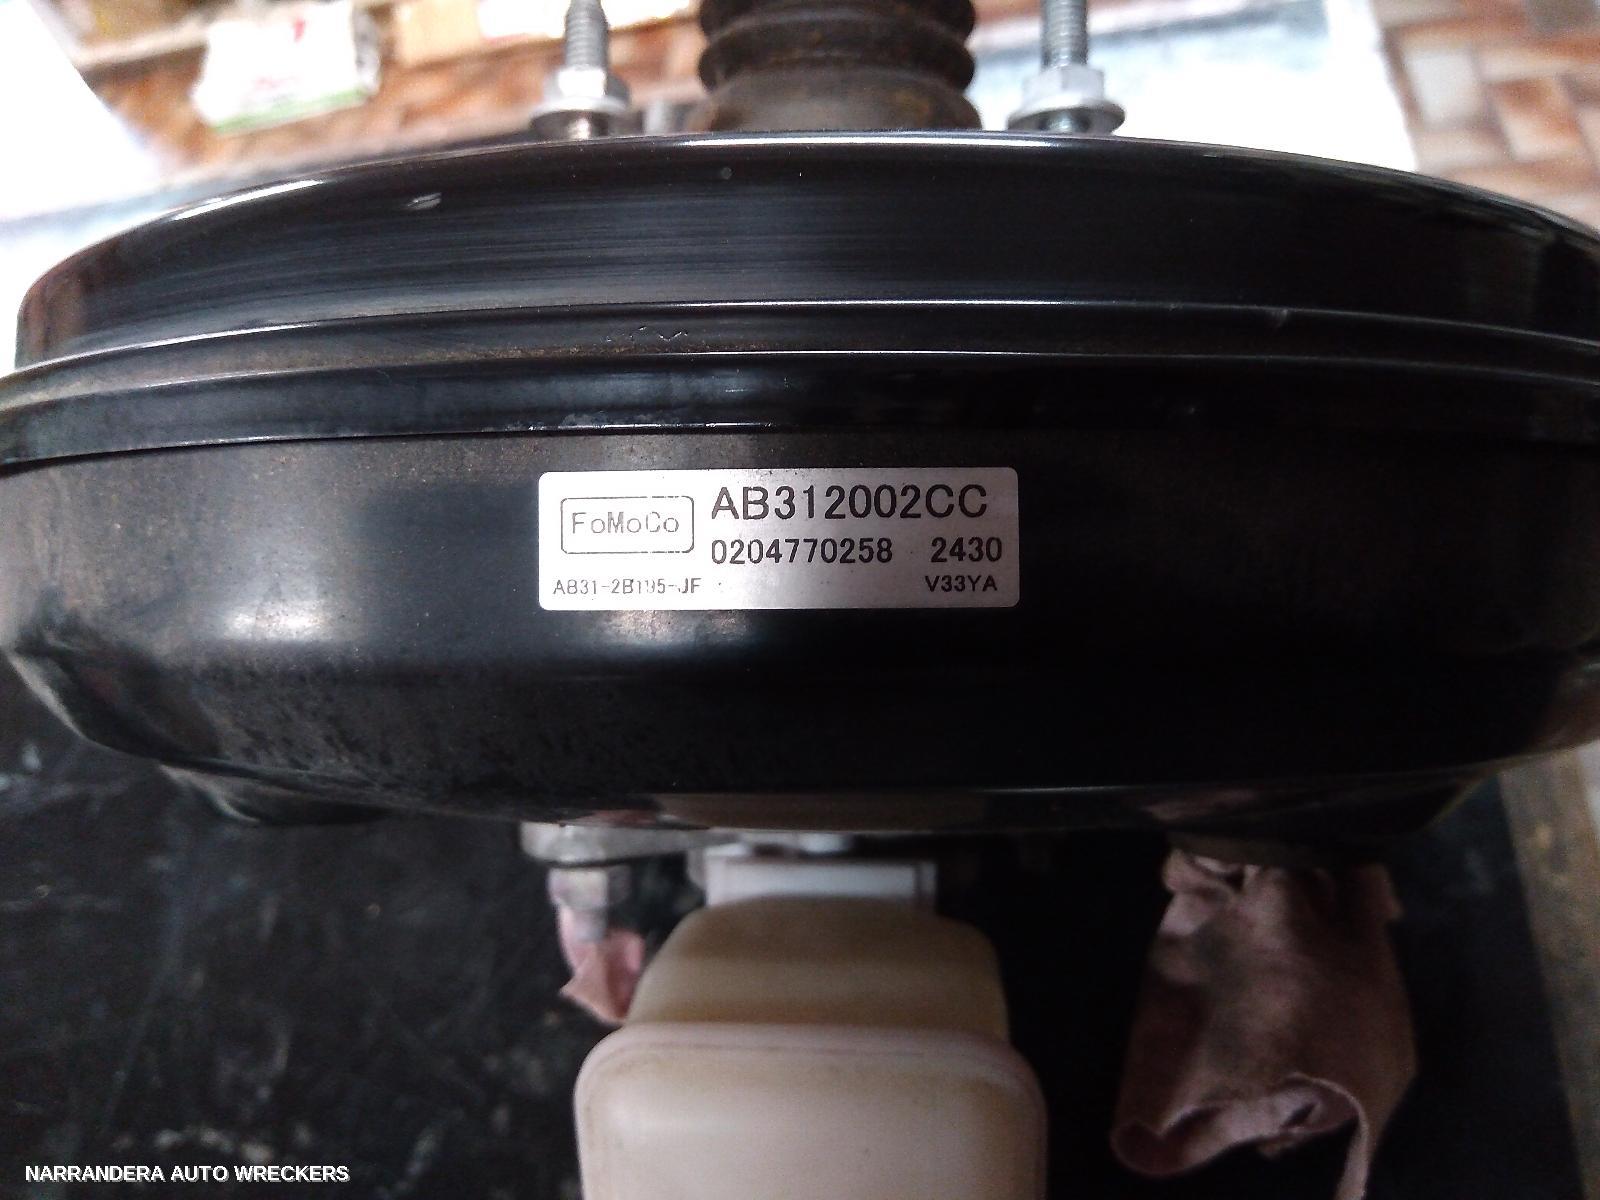 FoMoCo AB312002CC
0204770258 2430
AB31-2B195-JF V33YA
NARRANDERA AUTO WRECKERS